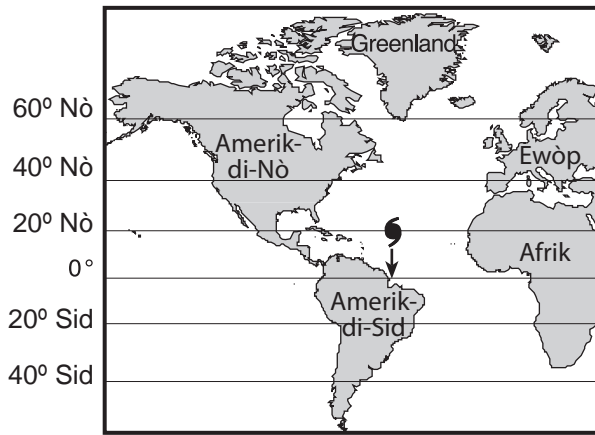 Greenland
60º Nò
Amerik-
di-Nò
Ewòp
40º Nò
20º Nò
Afrik
0°
Amerik-
di-Sid
20º Sid
40º Sid